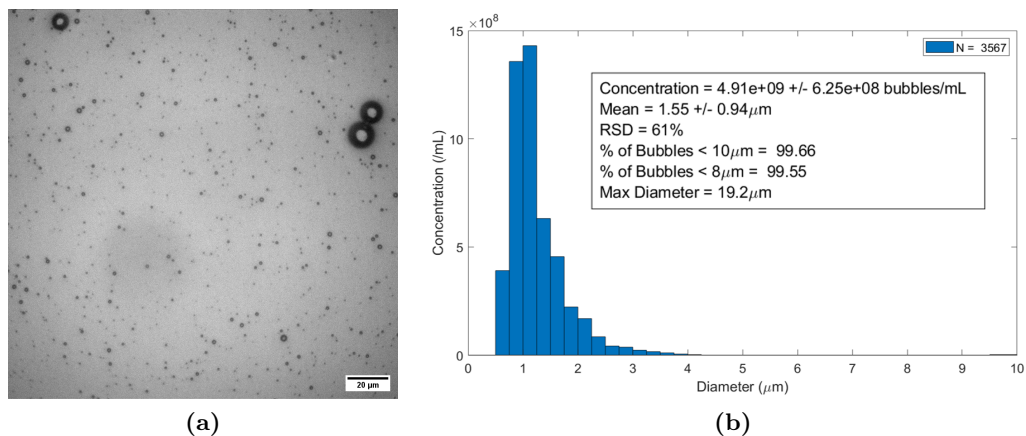 20 µm
(a)
×10⁸
15
10
5
0
Concentration (/mL)
N = 3567
Concentration = 4.91e+09 +/- 6.25e+08 bubbles/mL
Mean = 1.55 +/- 0.94µm
RSD = 61%
% of Bubbles < 10µm = 99.66
% of Bubbles < 8µm = 99.55
Max Diameter = 19.2µm
0 1 2 3 4 5 6 7 8 9 10
Diameter (µm)
(b)